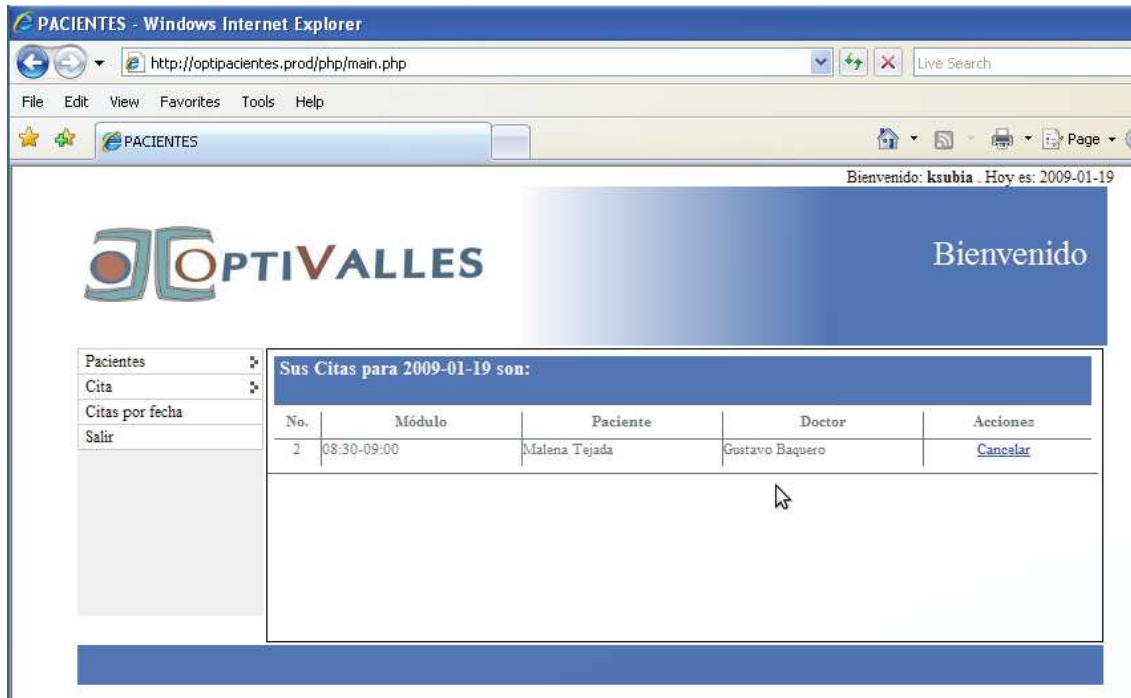 PACIENTES - Windows Internet Explorer
http://optipacientes.prod/php/main.php
Live Search
File Edit View Favorites Tools Help
PACIENTES
Page
Bienvenido: ksubia . Hoy es: 2009-01-19
OPTIVALLES
Bienvenido
Pacientes
Cita
Citas por fecha
Salir
Sus Citas para 2009-01-19 son:
No. Módulo Paciente Doctor Acciones
2 08:30-09:00 Malena Tejada Gustavo Baquero Cancelar